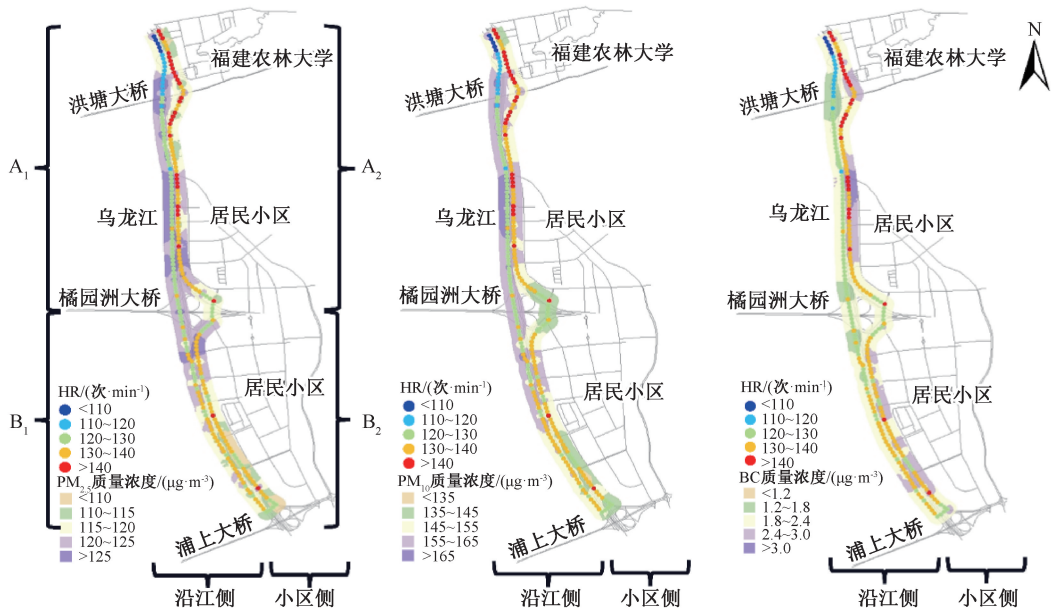 福建农林大学
洪塘大桥
A₁
A₂
乌龙江
居民小区
橘园洲大桥
居民小区
B₁
B₂
HR/(次·min⁻¹)
<110
110~120
120~130
130~140
>140
PM₂.₅质量浓度/(μg·m⁻³)
<110
110~115
115~120
120~125
>125
浦上大桥
沿江侧
小区侧
福建农林大学
洪塘大桥
乌龙江
居民小区
橘园洲大桥
居民小区
HR/(次·min⁻¹)
<110
110~120
120~130
130~140
>140
PM₁₀质量浓度/(μg·m⁻³)
<135
135~145
145~155
155~165
>165
浦上大桥
沿江侧
小区侧
N
福建农林大学
洪塘大桥
乌龙江
居民小区
橘园洲大桥
居民小区
HR/(次·min⁻¹)
<110
110~120
120~130
130~140
>140
BC质量浓度/(μg·m⁻³)
<1.2
1.2~1.8
1.8~2.4
2.4~3.0
>3.0
浦上大桥
沿江侧
小区侧